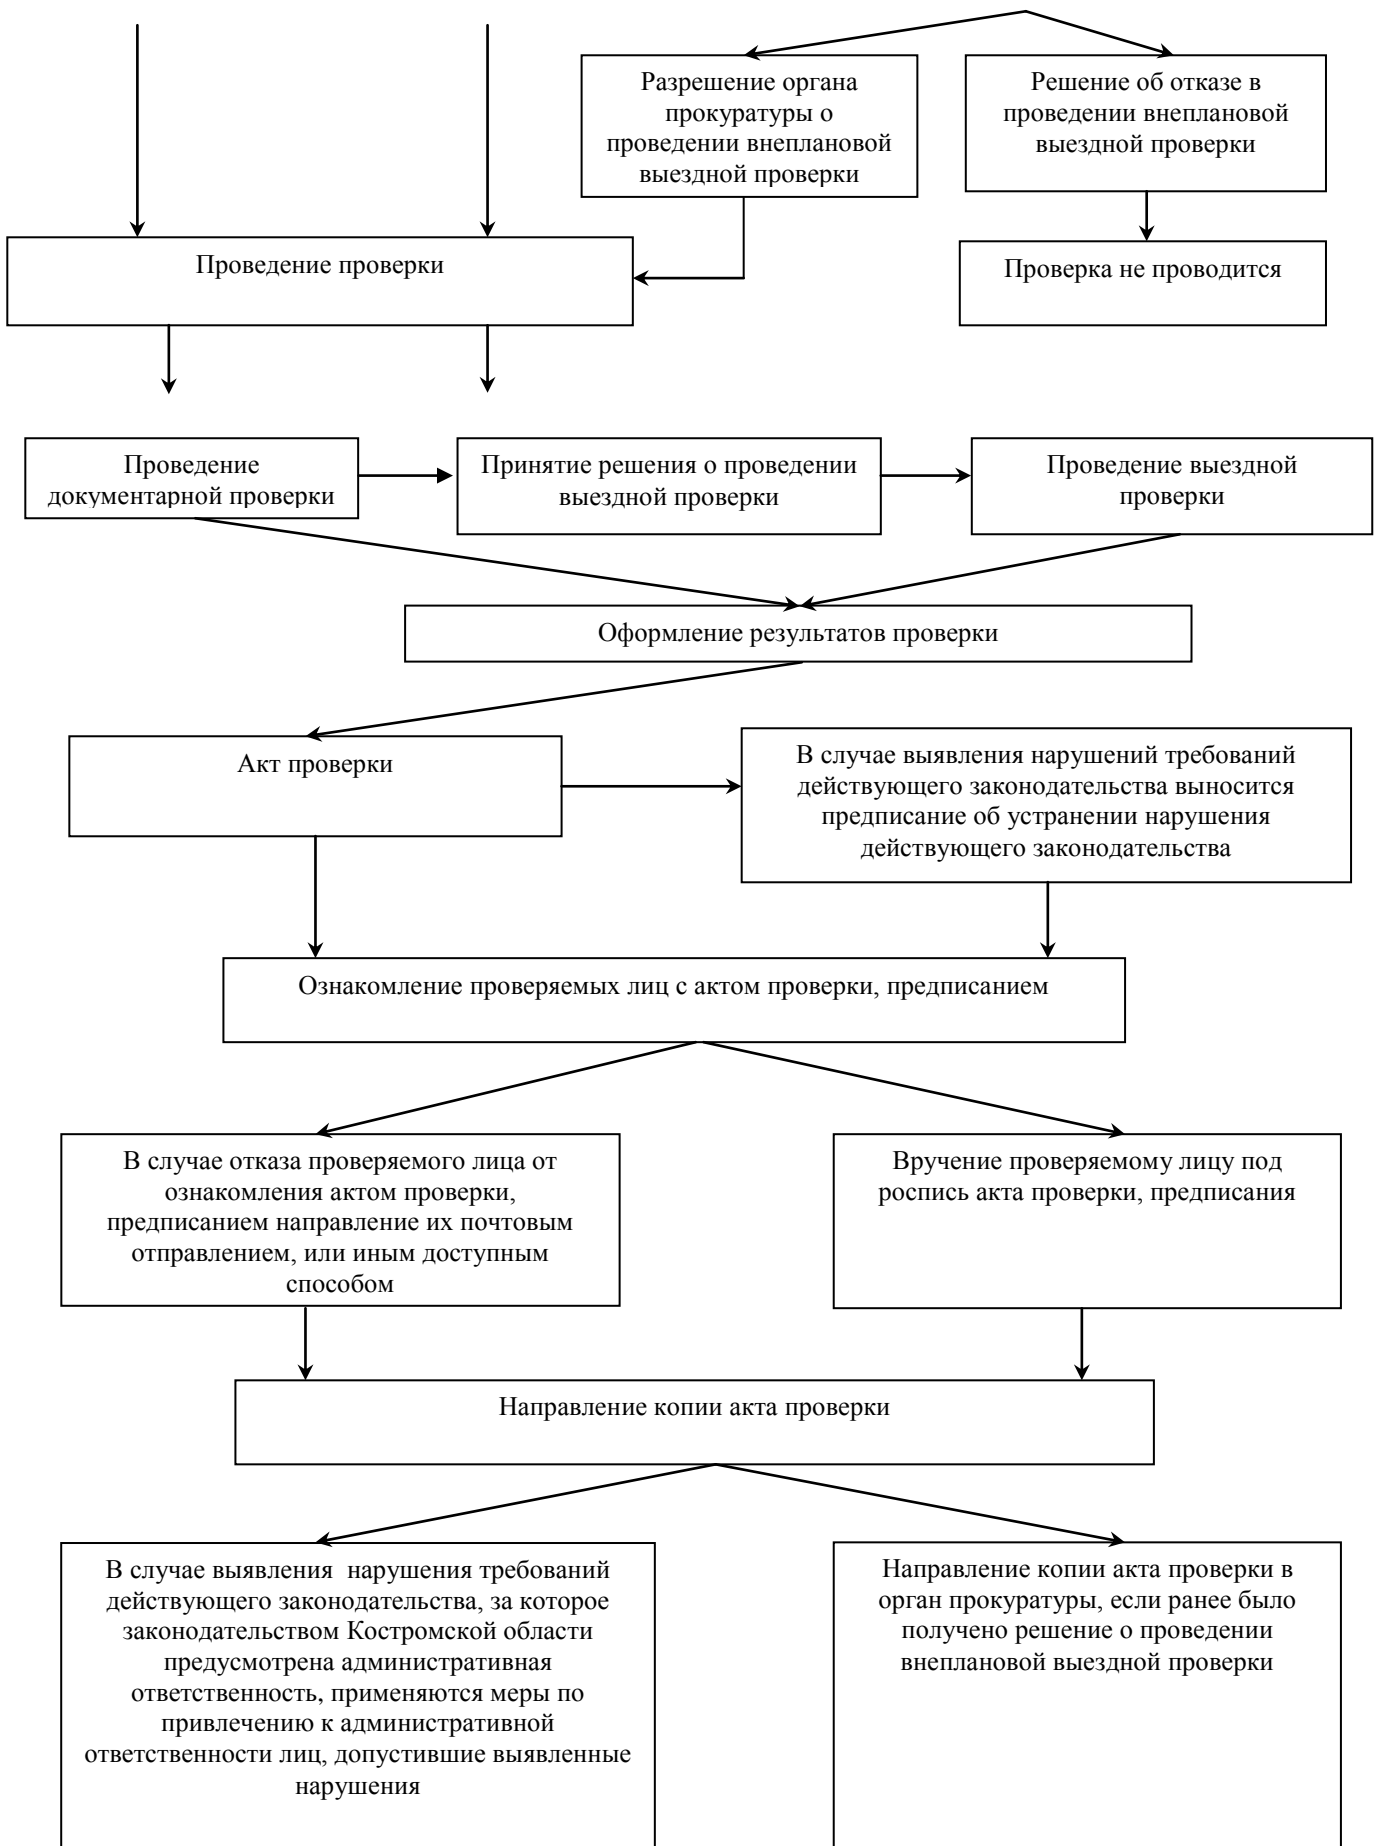 Разрешение органа
прокуратуры о
проведении внеплановой
выездной проверки
Решение об отказе в
проведении внеплановой
выездной проверки
Проведение проверки
Проверка не проводится
Проведение
документарной проверки
Принятие решения о проведении
выездной проверки
Проведение выездной
проверки
Оформление результатов проверки
Акт проверки
В случае выявления нарушений требований
действующего законодательства выносится
предписание об устранении нарушения
действующего законодательства
Ознакомление проверяемых лиц с актом проверки, предписанием
В случае отказа проверяемого лица от
ознакомления актом проверки,
предписанием направление их почтовым
отправлением, или иным доступным
способом
Вручение проверяемому лицу под
роспись акта проверки, предписания
Направление копии акта проверки
В случае выявления  нарушения требований
действующего законодательства, за которое
законодательством Костромской области
предусмотрена административная
ответственность, применяются меры по
привлечению к административной
ответственности лиц, допустившие выявленные
нарушения
Направление копии акта проверки в
орган прокуратуры, если ранее было
получено решение о проведении
внеплановой выездной проверки